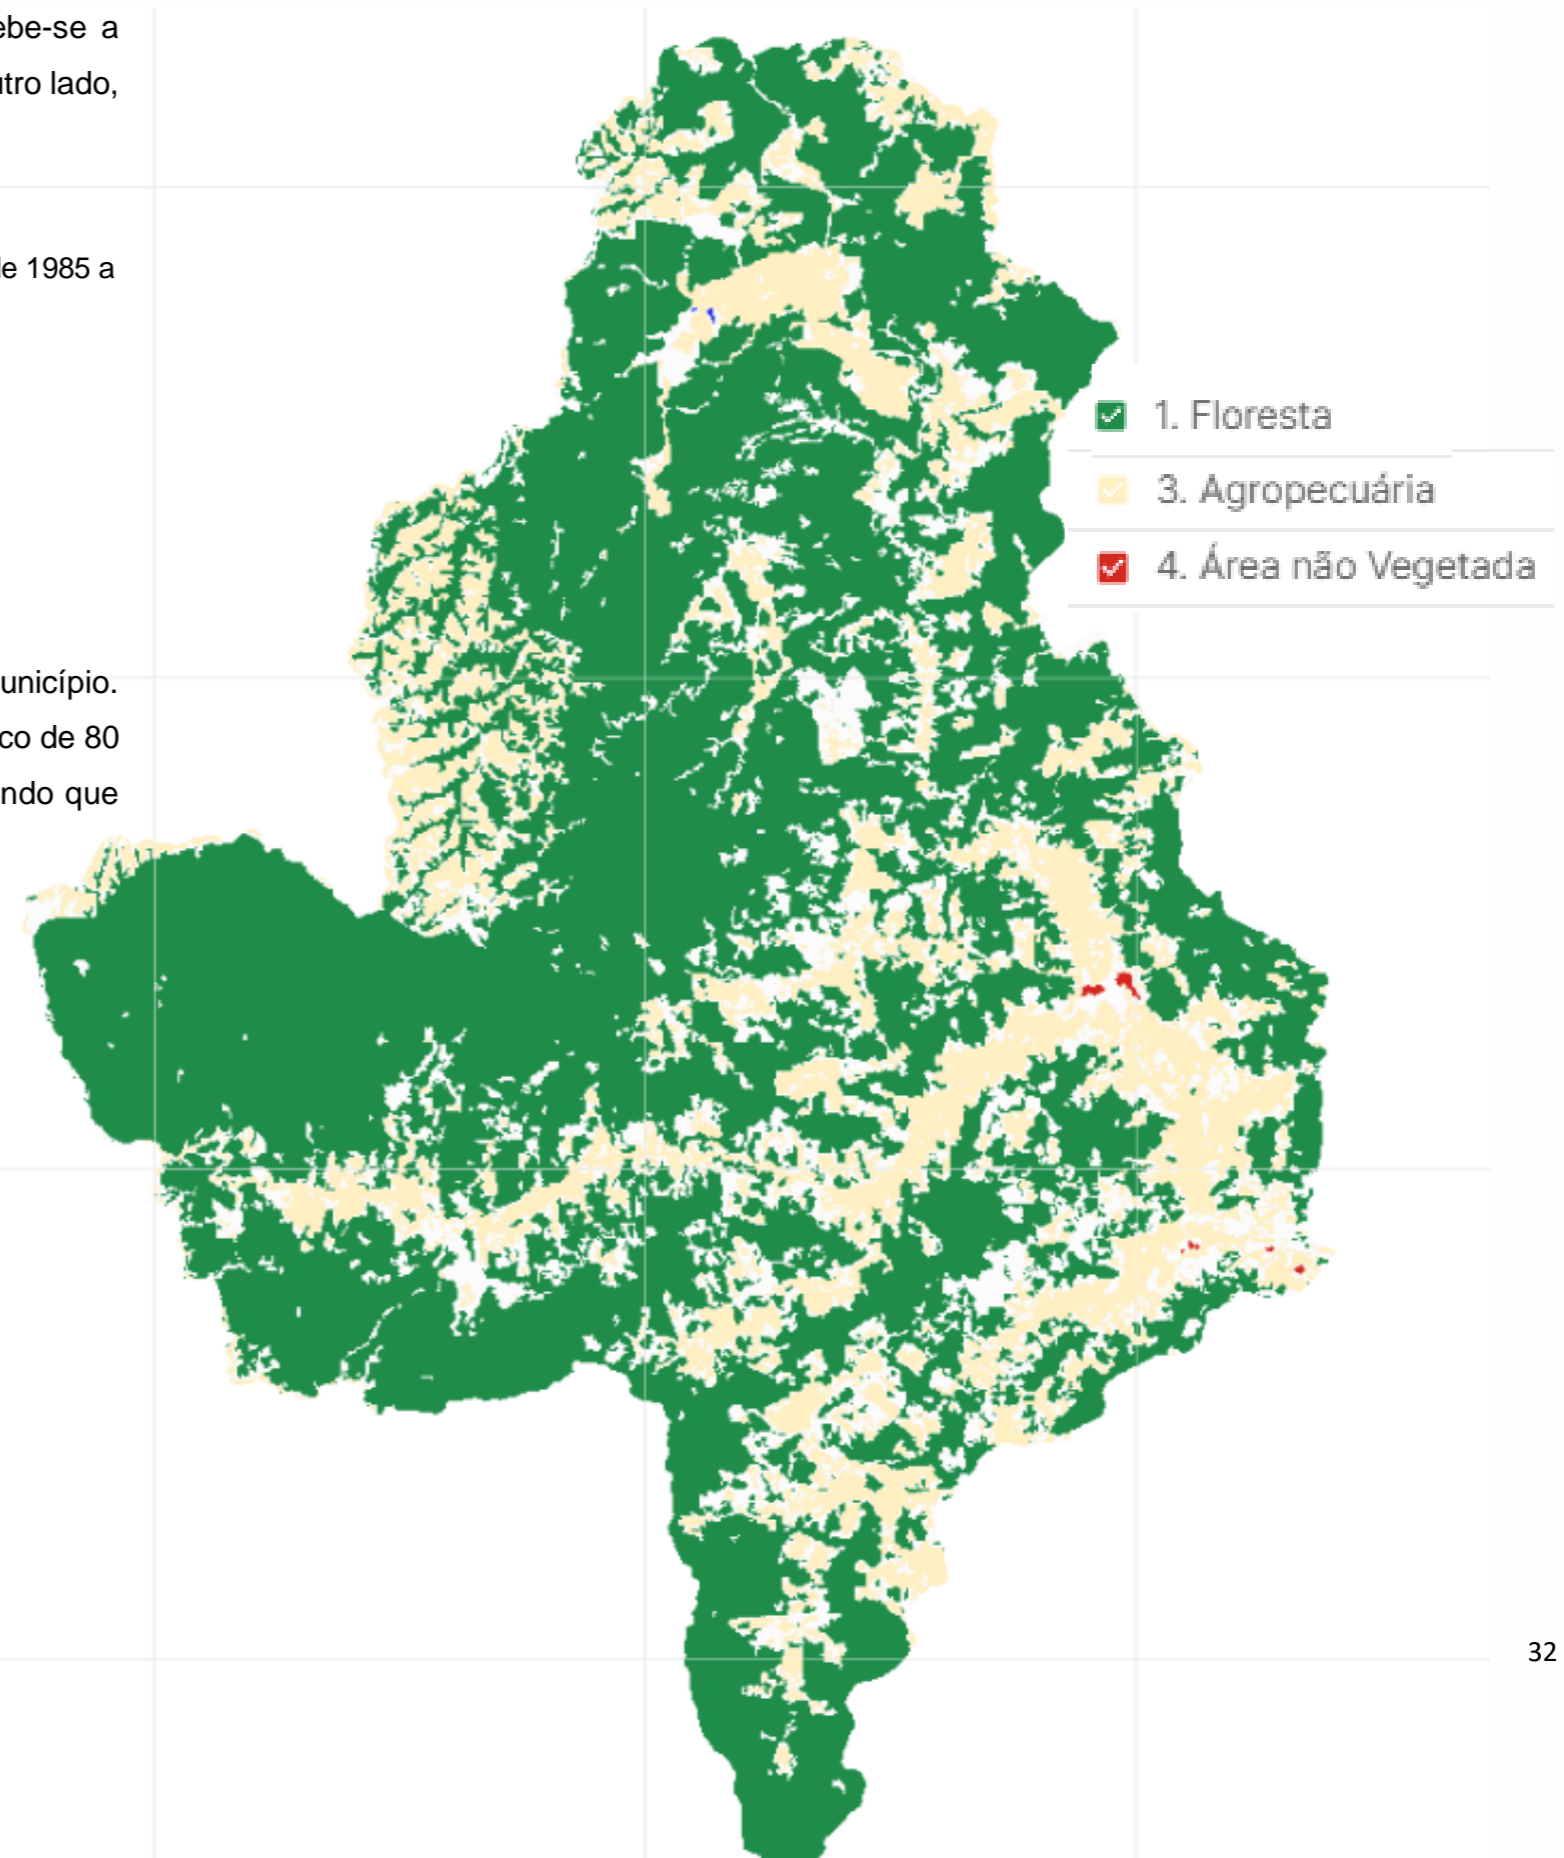 ebe-se a
utro lado,
le 1985 a
unicípio.
co de 80
ndo que
1. Floresta
3. Agropecuária
4. Área não Vegetada
32